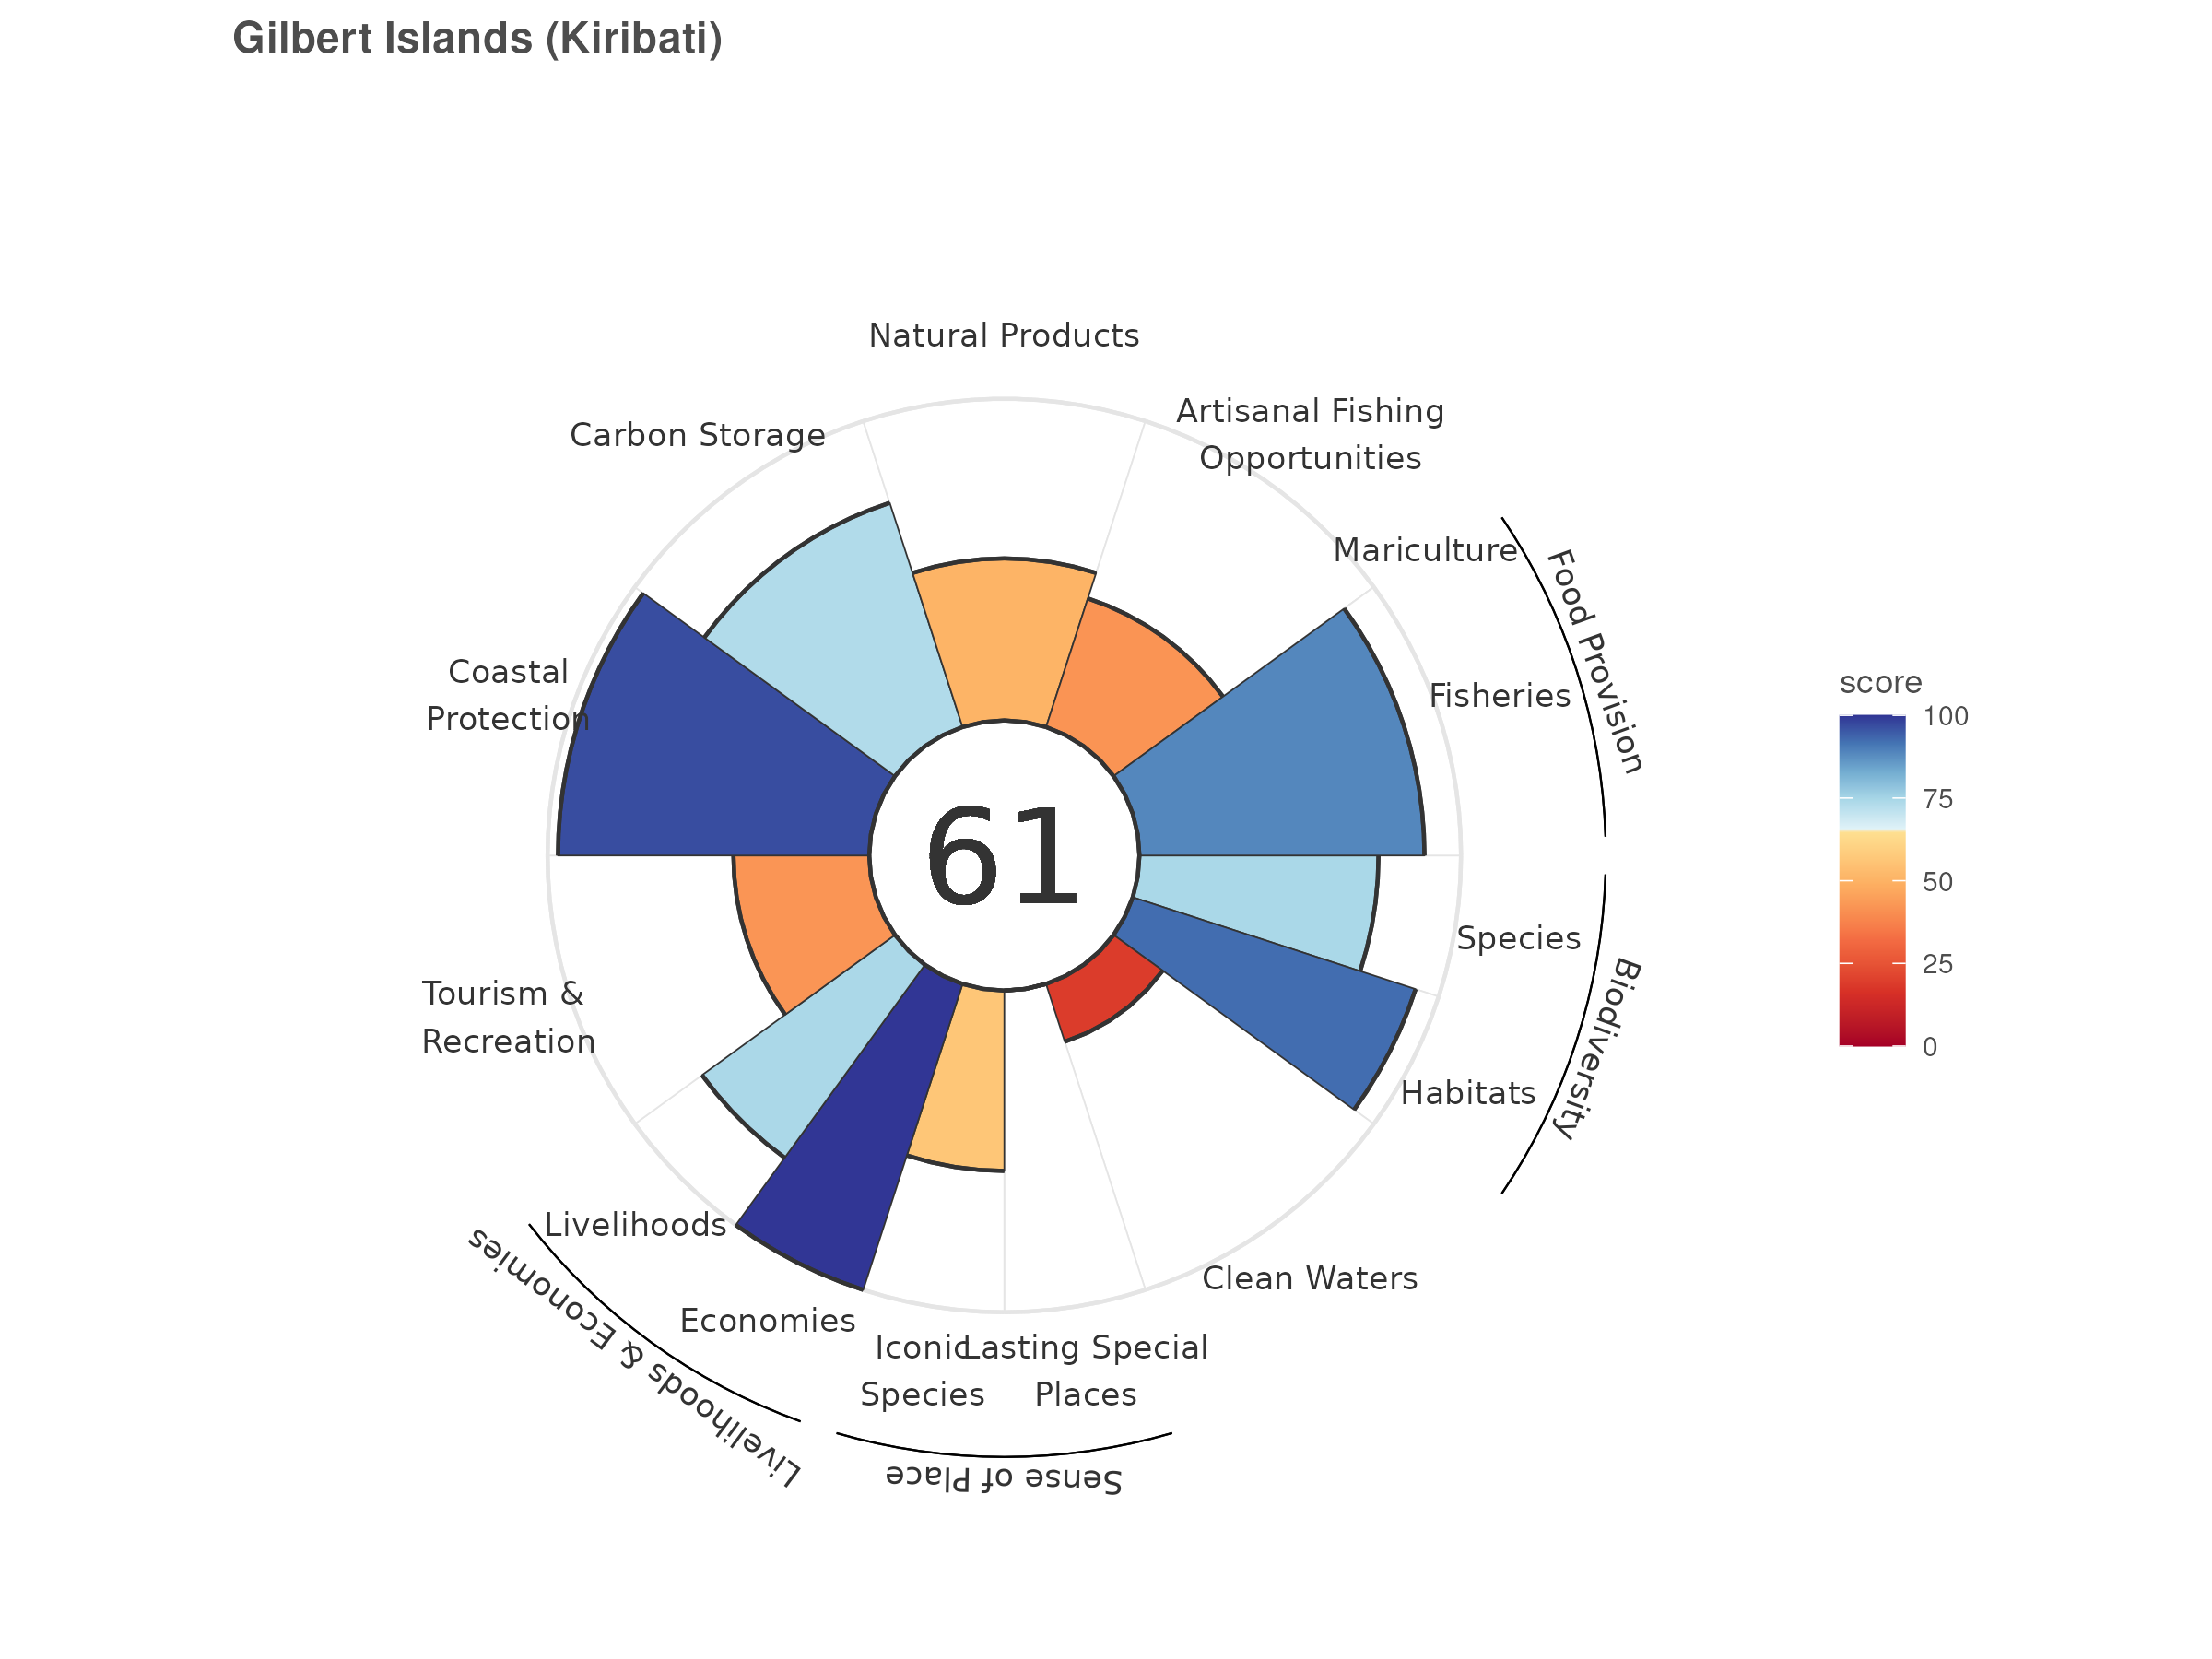 Gilbert Islands (Kiribati)
Natural Products
Artisanal Fishing
Opportunities
Carbon Storage
Mariculture
Food Provision
Fisheries
Coastal
Protection
61
Species
Biodiversity
Habitats
Tourism &
Recreation
Livelihoods
Livelihoods & Economies
Economies
Clean Waters
Iconic
Species
Lasting Special
Places
Sense of Place
score
100
75
50
25
0